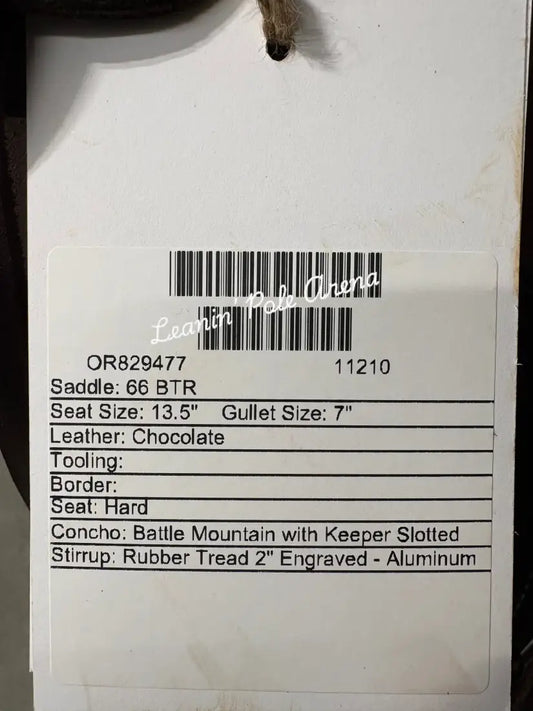 Leanin' Pole Arena
OR829477 11210
Saddle: 66 BTR
Seat Size: 13.5" Gullet Size: 7"
Leather: Chocolate
Tooling:
Border:
Seat: Hard
Concho: Battle Mountain with Keeper Slotted
Stirrup: Rubber Tread 2" Engraved - Aluminum